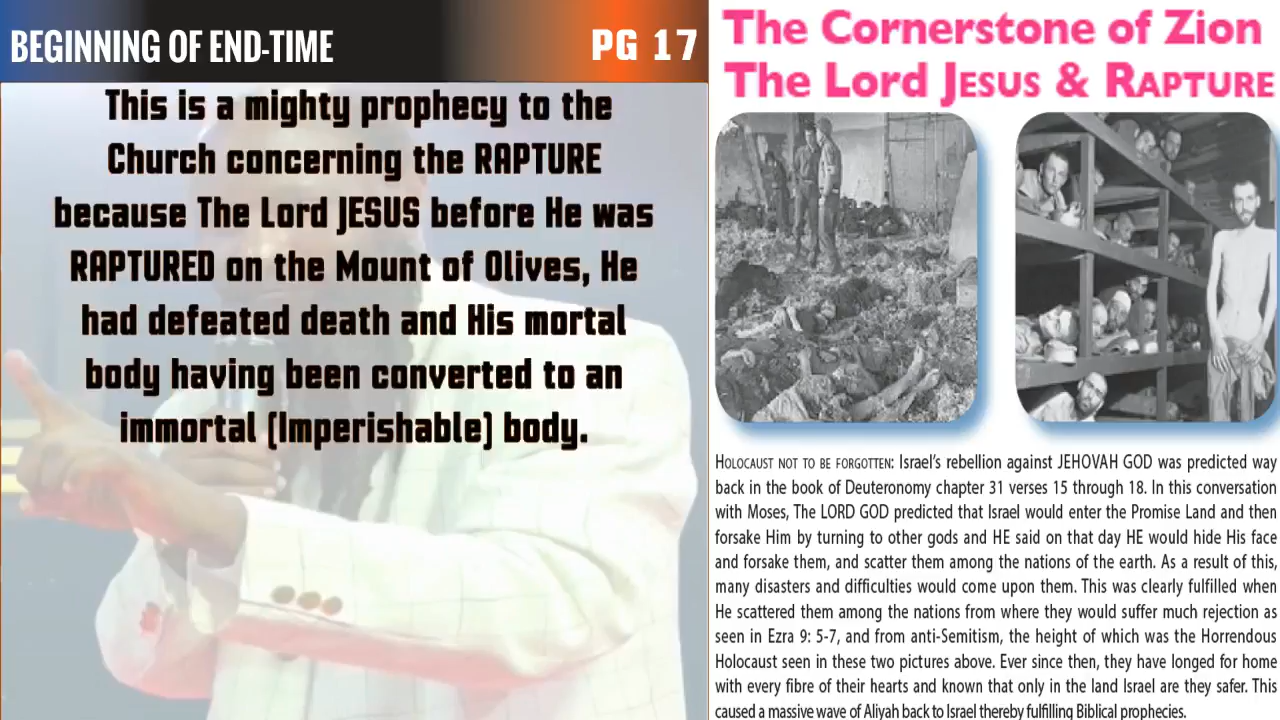 BEGINNING OF END-TIME
PG 17
This is a mighty prophecy to the
Church concerning the RAPTURE
because The Lord JESUS before He was
RAPTURED on the Mount of Olives, He
had defeated death and His mortal
body having been converted to an
immortal (Imperishable) body.
The Cornerstone of Zion
The Lord JESUS & RAPTURE
HOLOCAUST NOT TO BE FORGOTTEN: Israel's rebellion against JEHOVAH GOD was predicted way
back in the book of Deuteronomy chapter 31 verses 15 through 18. In this conversation
with Moses, The LORD GOD predicted that Israel would enter the Promise Land and then
forsake Him by turning to other gods and HE said on that day HE would hide His face
and forsake them, and scatter them among the nations of the earth. As a result of this,
many disasters and difficulties would come upon them. This was clearly fulfilled when
He scattered them among the nations from where they would suffer much rejection as
seen in Ezra 9: 5-7, and from anti-Semitism, the height of which was the Horrendous
Holocaust seen in these two pictures above. Ever since then, they have longed for home
with every fibre of their hearts and known that only in the land Israel are they safer. This
caused a massive wave of Aliyah back to Israel thereby fulfilling Biblical prophecies.